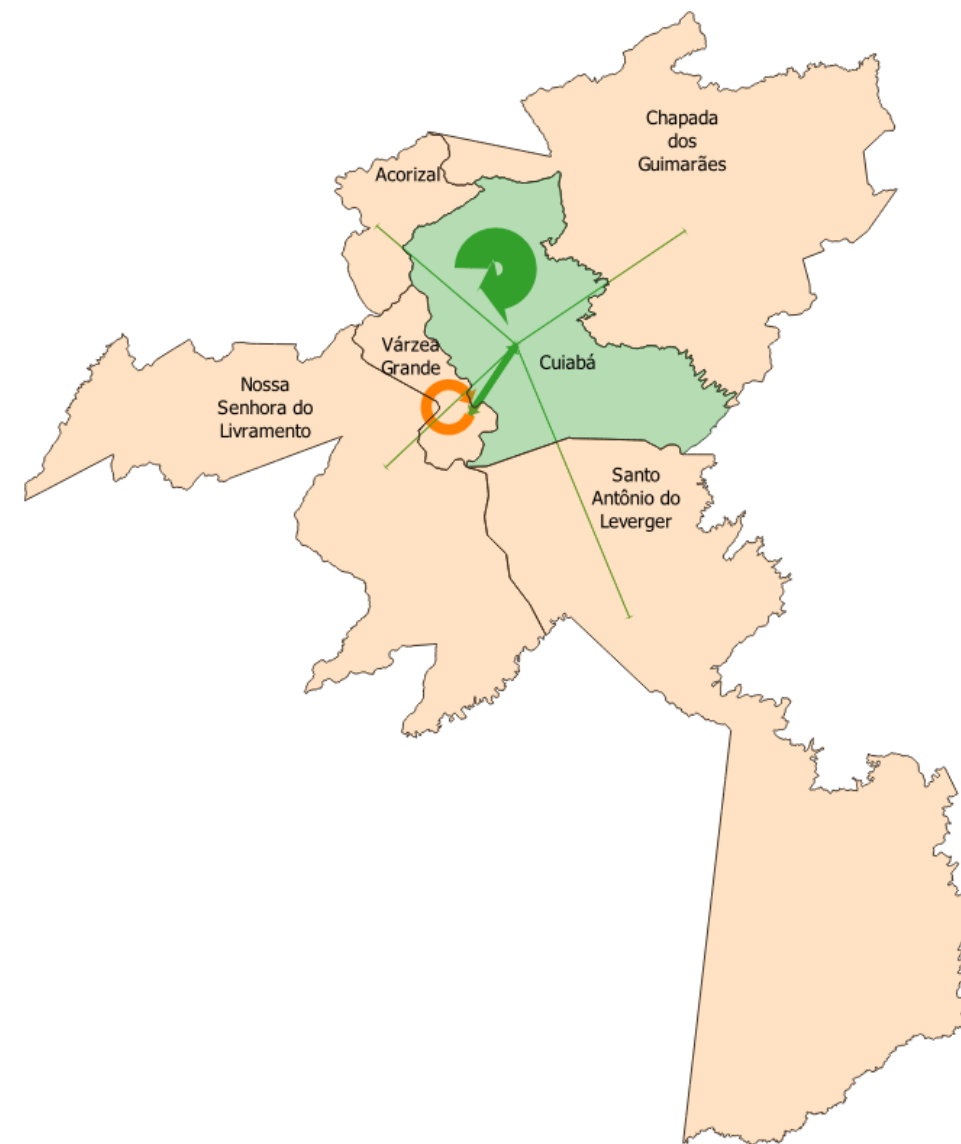 Chapada
dos
Guimarães
Acorizal
Várzea
Grande
Cuiabá
Nossa
Senhora do
Livramento
Santo
Antônio do
Leverger